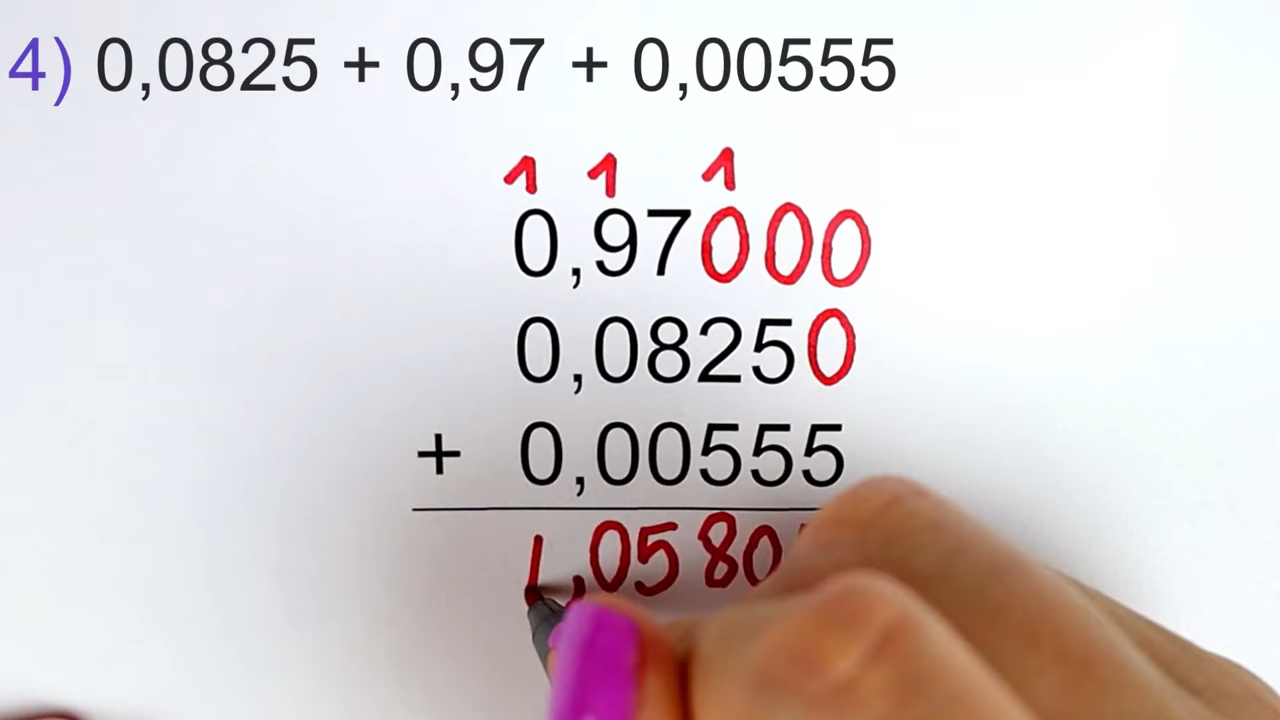 4) 0,0825 + 0,97 + 0,00555
1 1 1
0,97000
0,08250
+ 0,00555
1,0580